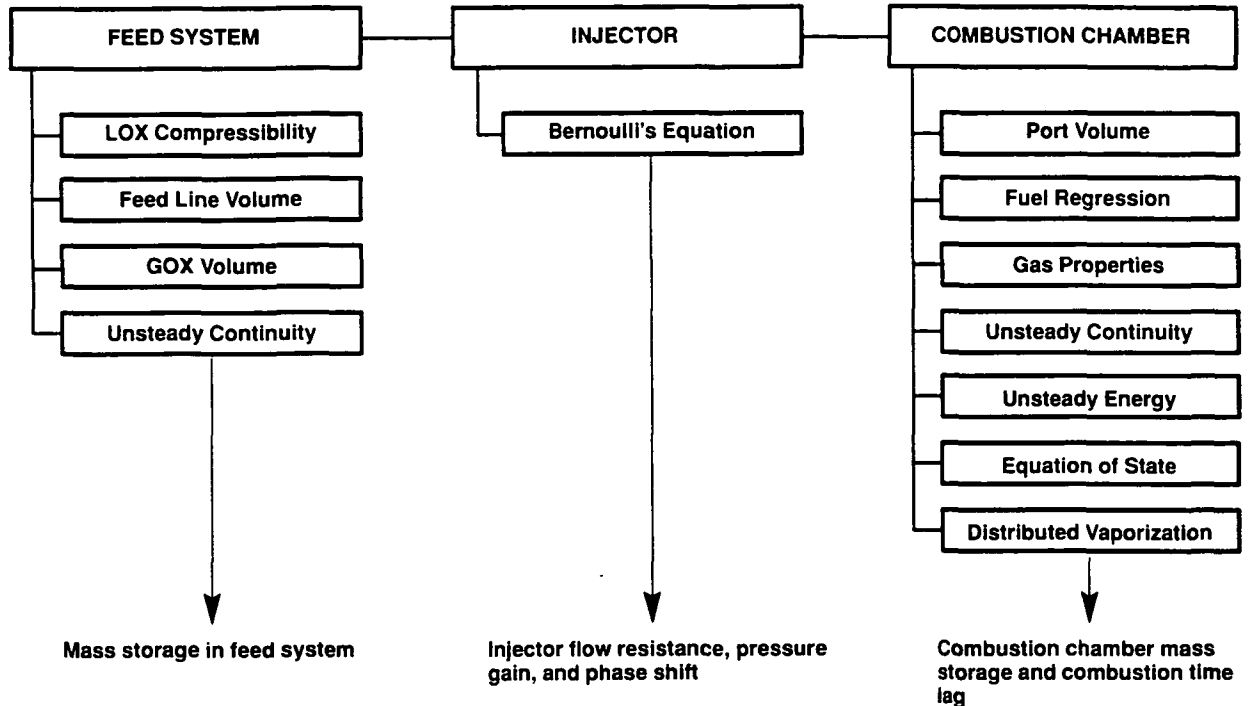 FEED SYSTEM
INJECTOR
COMBUSTION CHAMBER
LOX Compressibility
Feed Line Volume
GOX Volume
Unsteady Continuity
Bernoulli's Equation
Port Volume
Fuel Regression
Gas Properties
Unsteady Continuity
Unsteady Energy
Equation of State
Distributed Vaporization
Mass storage in feed system
Injector flow resistance, pressure
gain, and phase shift
Combustion chamber mass
storage and combustion time
lag